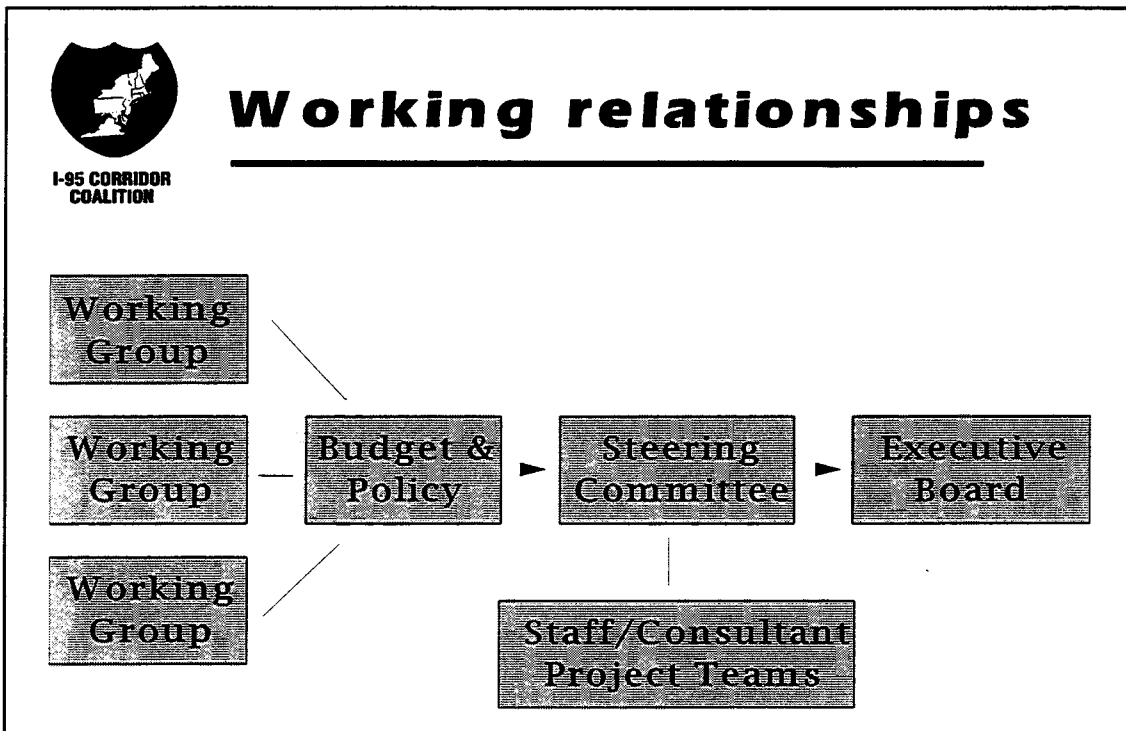 I-95 CORRIDOR
COALITION
Working relationships
Working
Group
Working
Group
Working
Group
Budget &
Policy
Steering
Committee
Executive
Board
Staff/Consultant
Project Teams